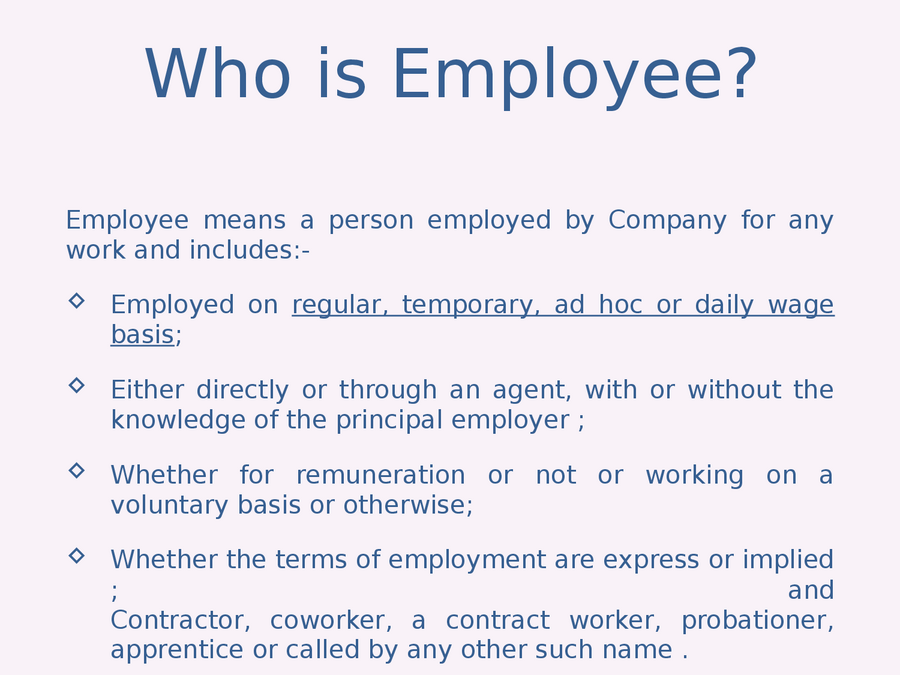 Who is Employee?
Employee means a person employed by Company for any
work and includes:-
Employed on regular, temporary, ad hoc or daily wage
basis;
Either directly or through an agent, with or without the
knowledge of the principal employer ;
Whether for remuneration or not or working on a
voluntary basis or otherwise;
Whether the terms of employment are express or implied
; and
Contractor, coworker, a contract worker, probationer,
apprentice or called by any other such name .